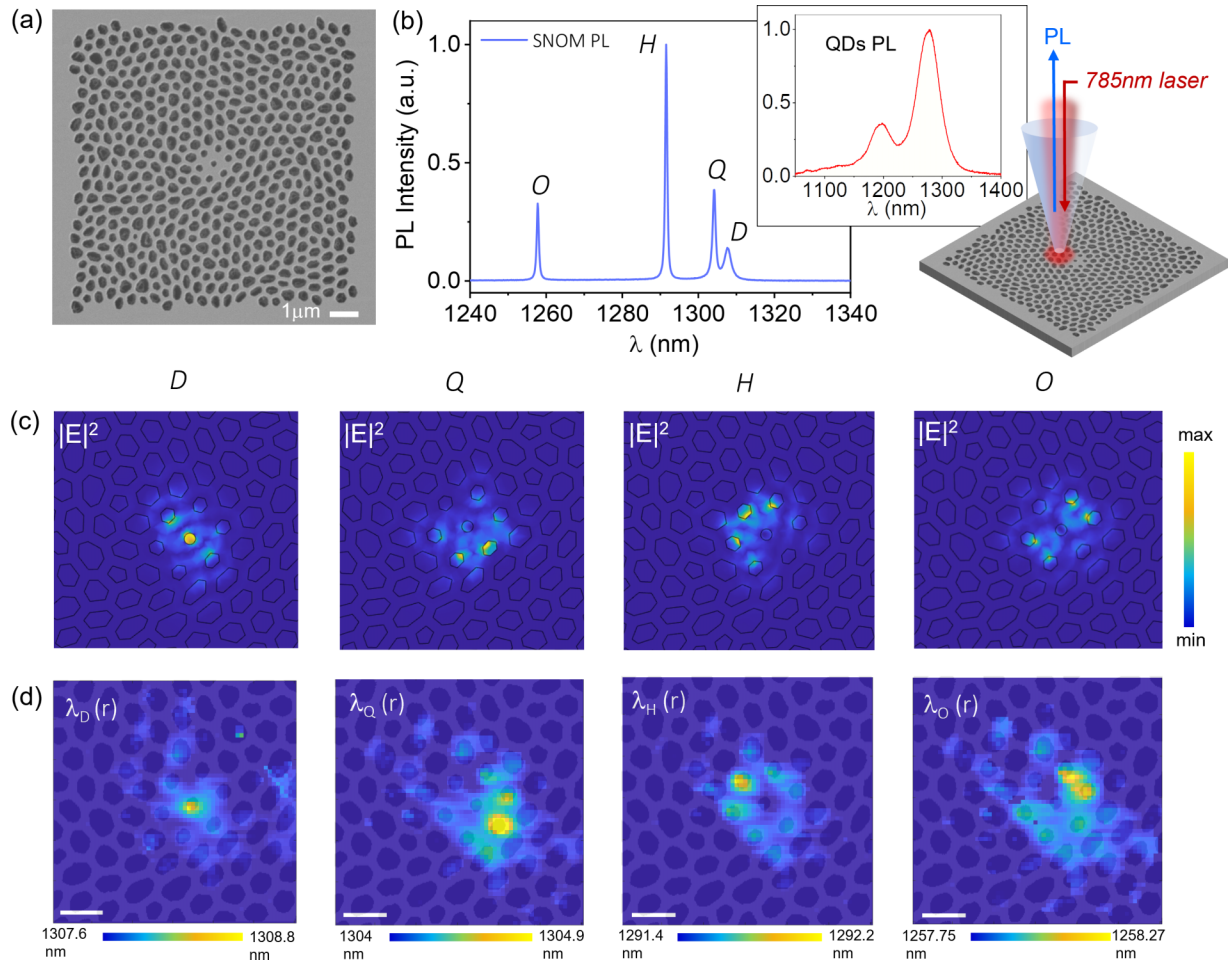 (a)
1μm
(b)
PL Intensity (a.u.)
1.0
0.5
0.0
SNOM PL
O
H
Q
D
1240 1260 1280 1300 1320 1340
λ (nm)
QDs PL
1.0
0.5
0.0
1100 1200 1300 1400
λ (nm)
PL
785nm laser
D Q H O
(c)
|E|²
|E|²
|E|²
|E|²
max
min
(d)
λD (r)
λQ (r)
λH (r)
λO (r)
1307.6 nm
1308.8 nm
1304 nm
1304.9 nm
1291.4 nm
1292.2 nm
1257.75 nm
1258.27 nm